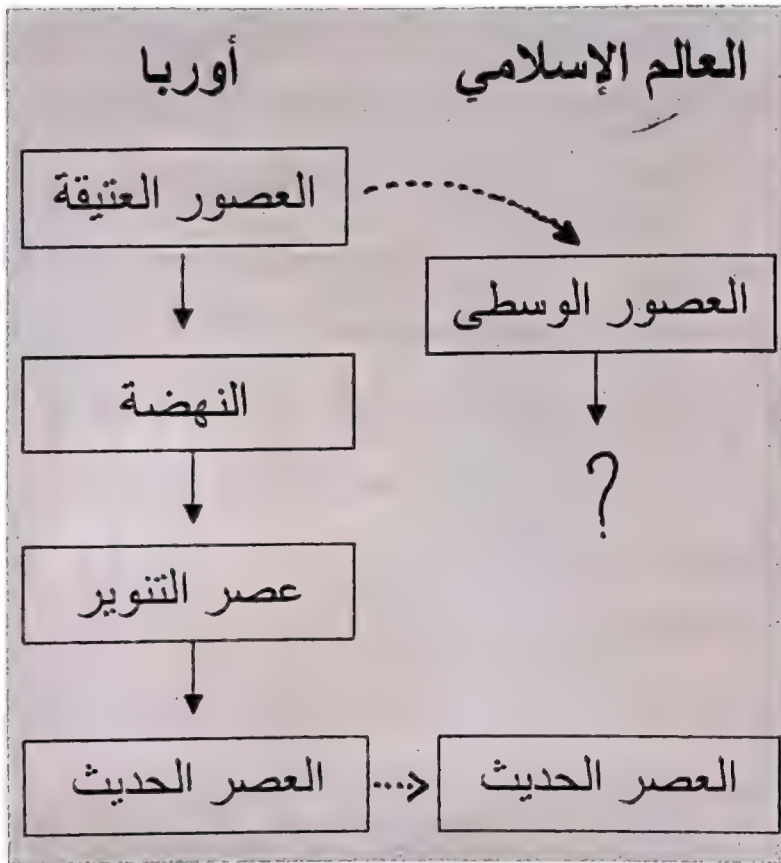 العالم الإسلامي
أوربا
العصور العتيقة
العصور الوسطى
النهضة
?
عصر التنوير
العصر الحديث
العصر الحديث